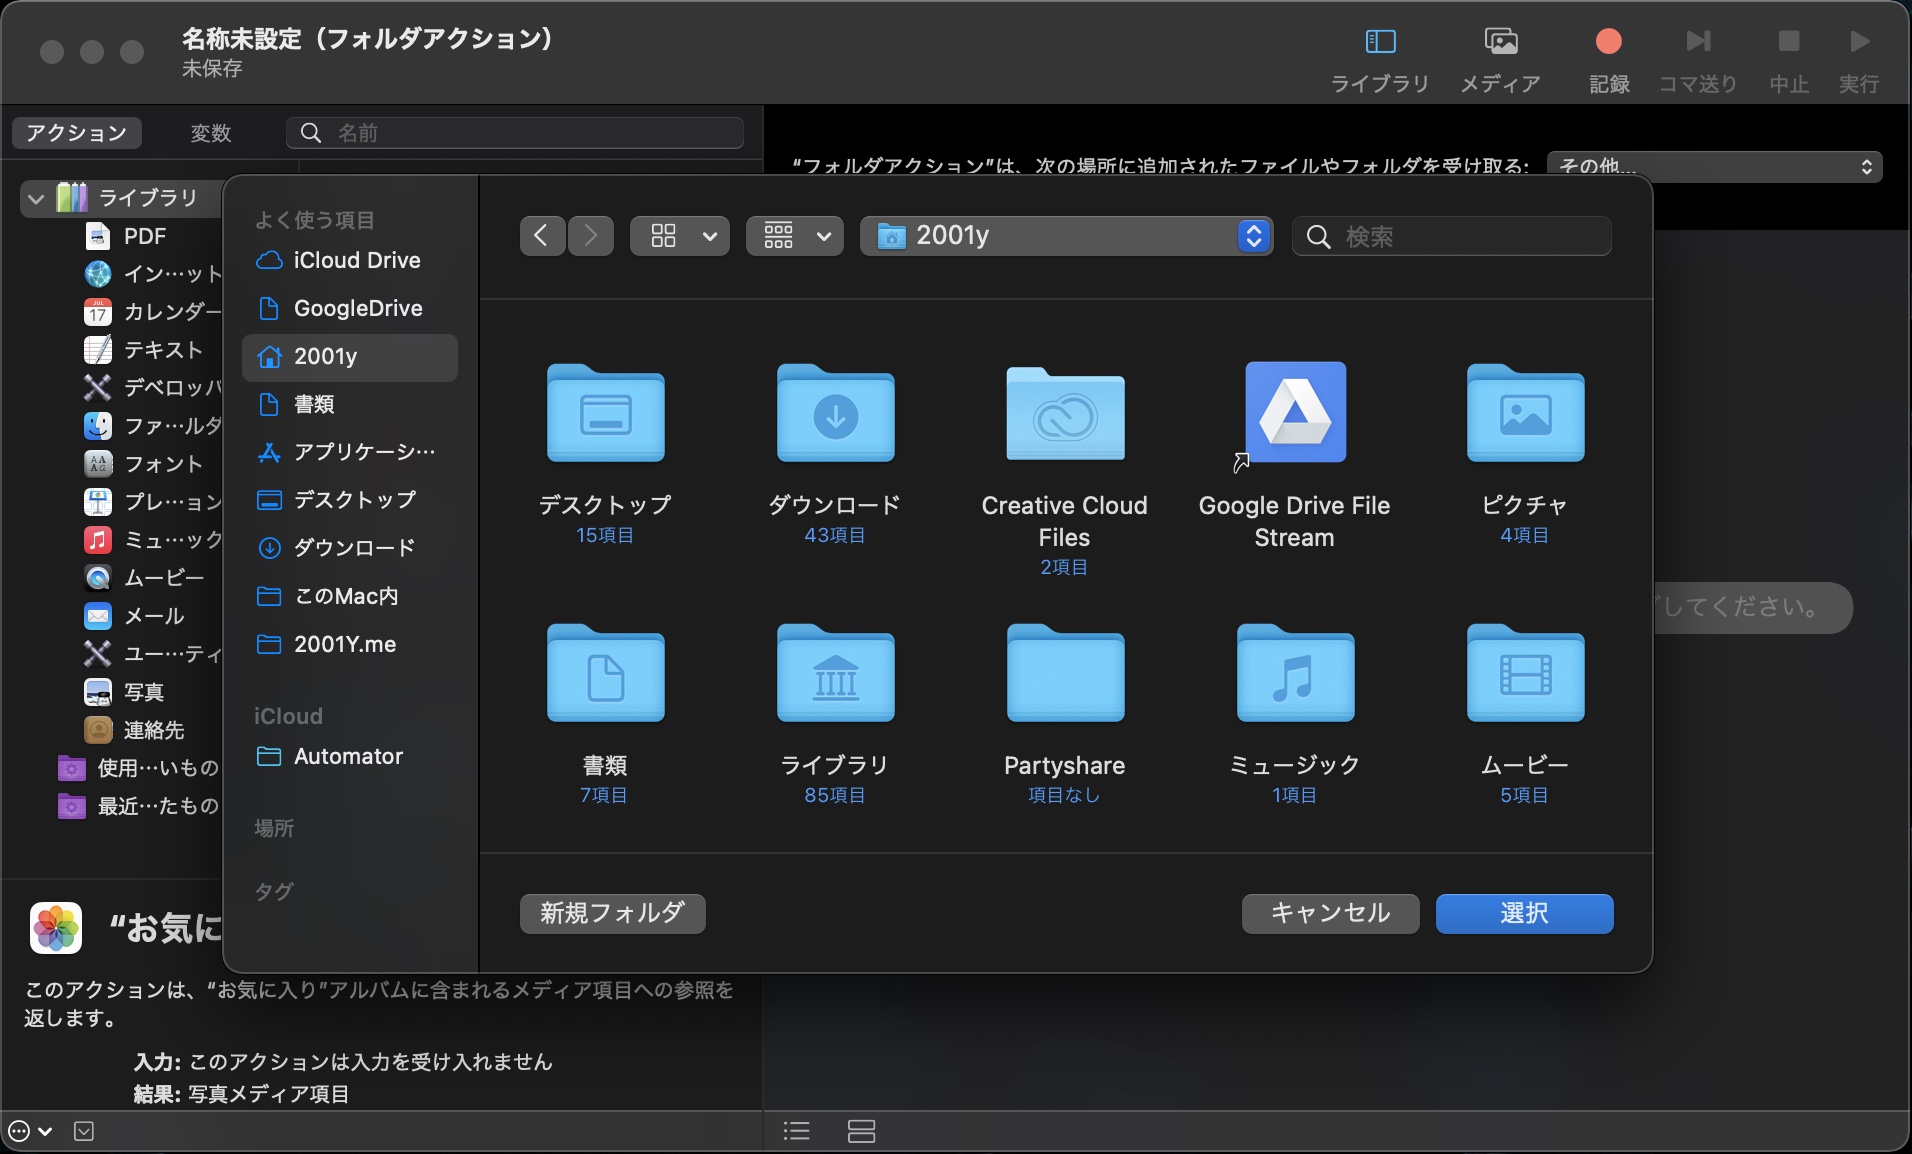 名称未設定（フォルダアクション）
未保存
ライブラリ
メディア
記録
コマ送り
中止
実行
アクション
変数
名前
“フォルダアクション”は、次の場所に追加されたファイルやフォルダを受け取る:
その他...
ライブラリ
PDF
イン…ット
カレンダー
テキスト
デベロッパ
ファ…ルダ
フォント
プレ…ョン
ミュ…ック
ムービー
メール
ユー…ティ
写真
連絡先
使用…いもの
最近…たもの
よく使う項目
iCloud Drive
GoogleDrive
2001y
書類
アプリケーシ…
デスクトップ
ダウンロード
このMac内
2001Y.me
iCloud
Automator
場所
タグ
2001y
検索
デスクトップ
15項目
ダウンロード
43項目
Creative Cloud
Files
2項目
Google Drive File
Stream
ピクチャ
4項目
書類
7項目
ライブラリ
85項目
Partyshare
項目なし
ミュージック
1項目
ムービー
5項目
新規フォルダ
キャンセル
選択
してください。
“お気に
このアクションは、“お気に入り”アルバムに含まれるメディア項目への参照を
返します。
入力: このアクションは入力を受け入れません
結果: 写真メディア項目